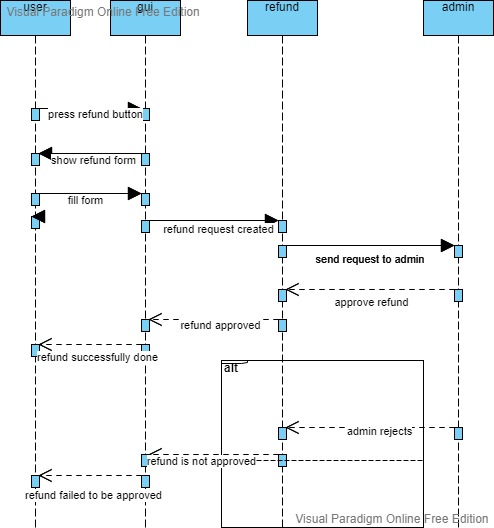 user
gui
refund
admin
Visual Paradigm Online Free Edition
press refund button
show refund form
fill form
refund request created
send request to admin
approve refund
refund approved
refund successfully done
alt
admin rejects
refund is not approved
refund failed to be approved
Visual Paradigm Online Free Edition